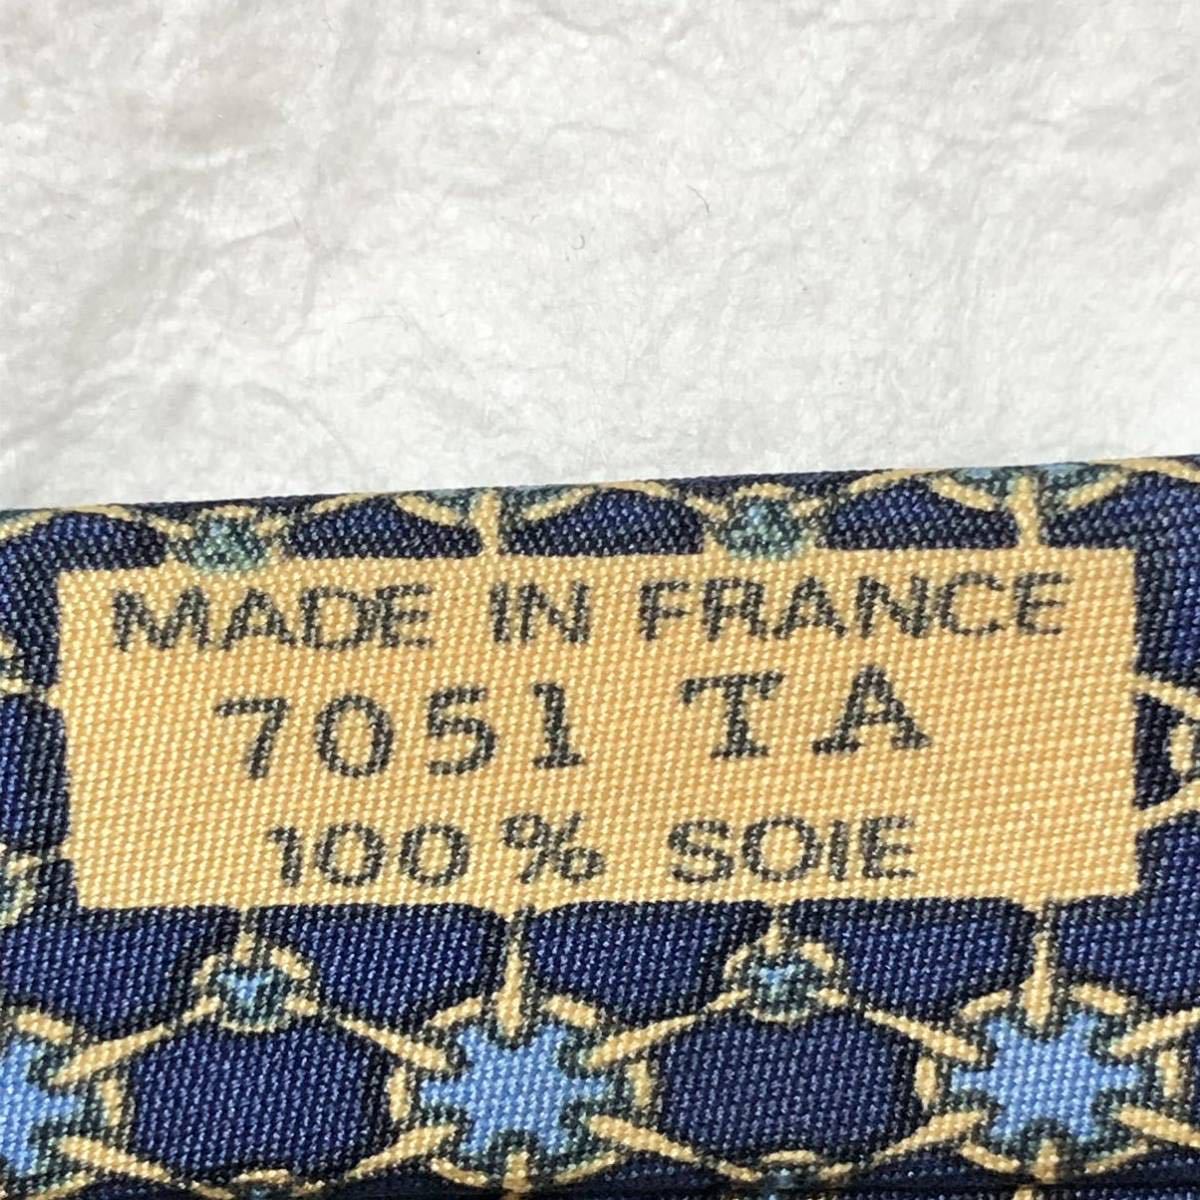 MADE IN FRANCE
7051 TA
100% SOIE